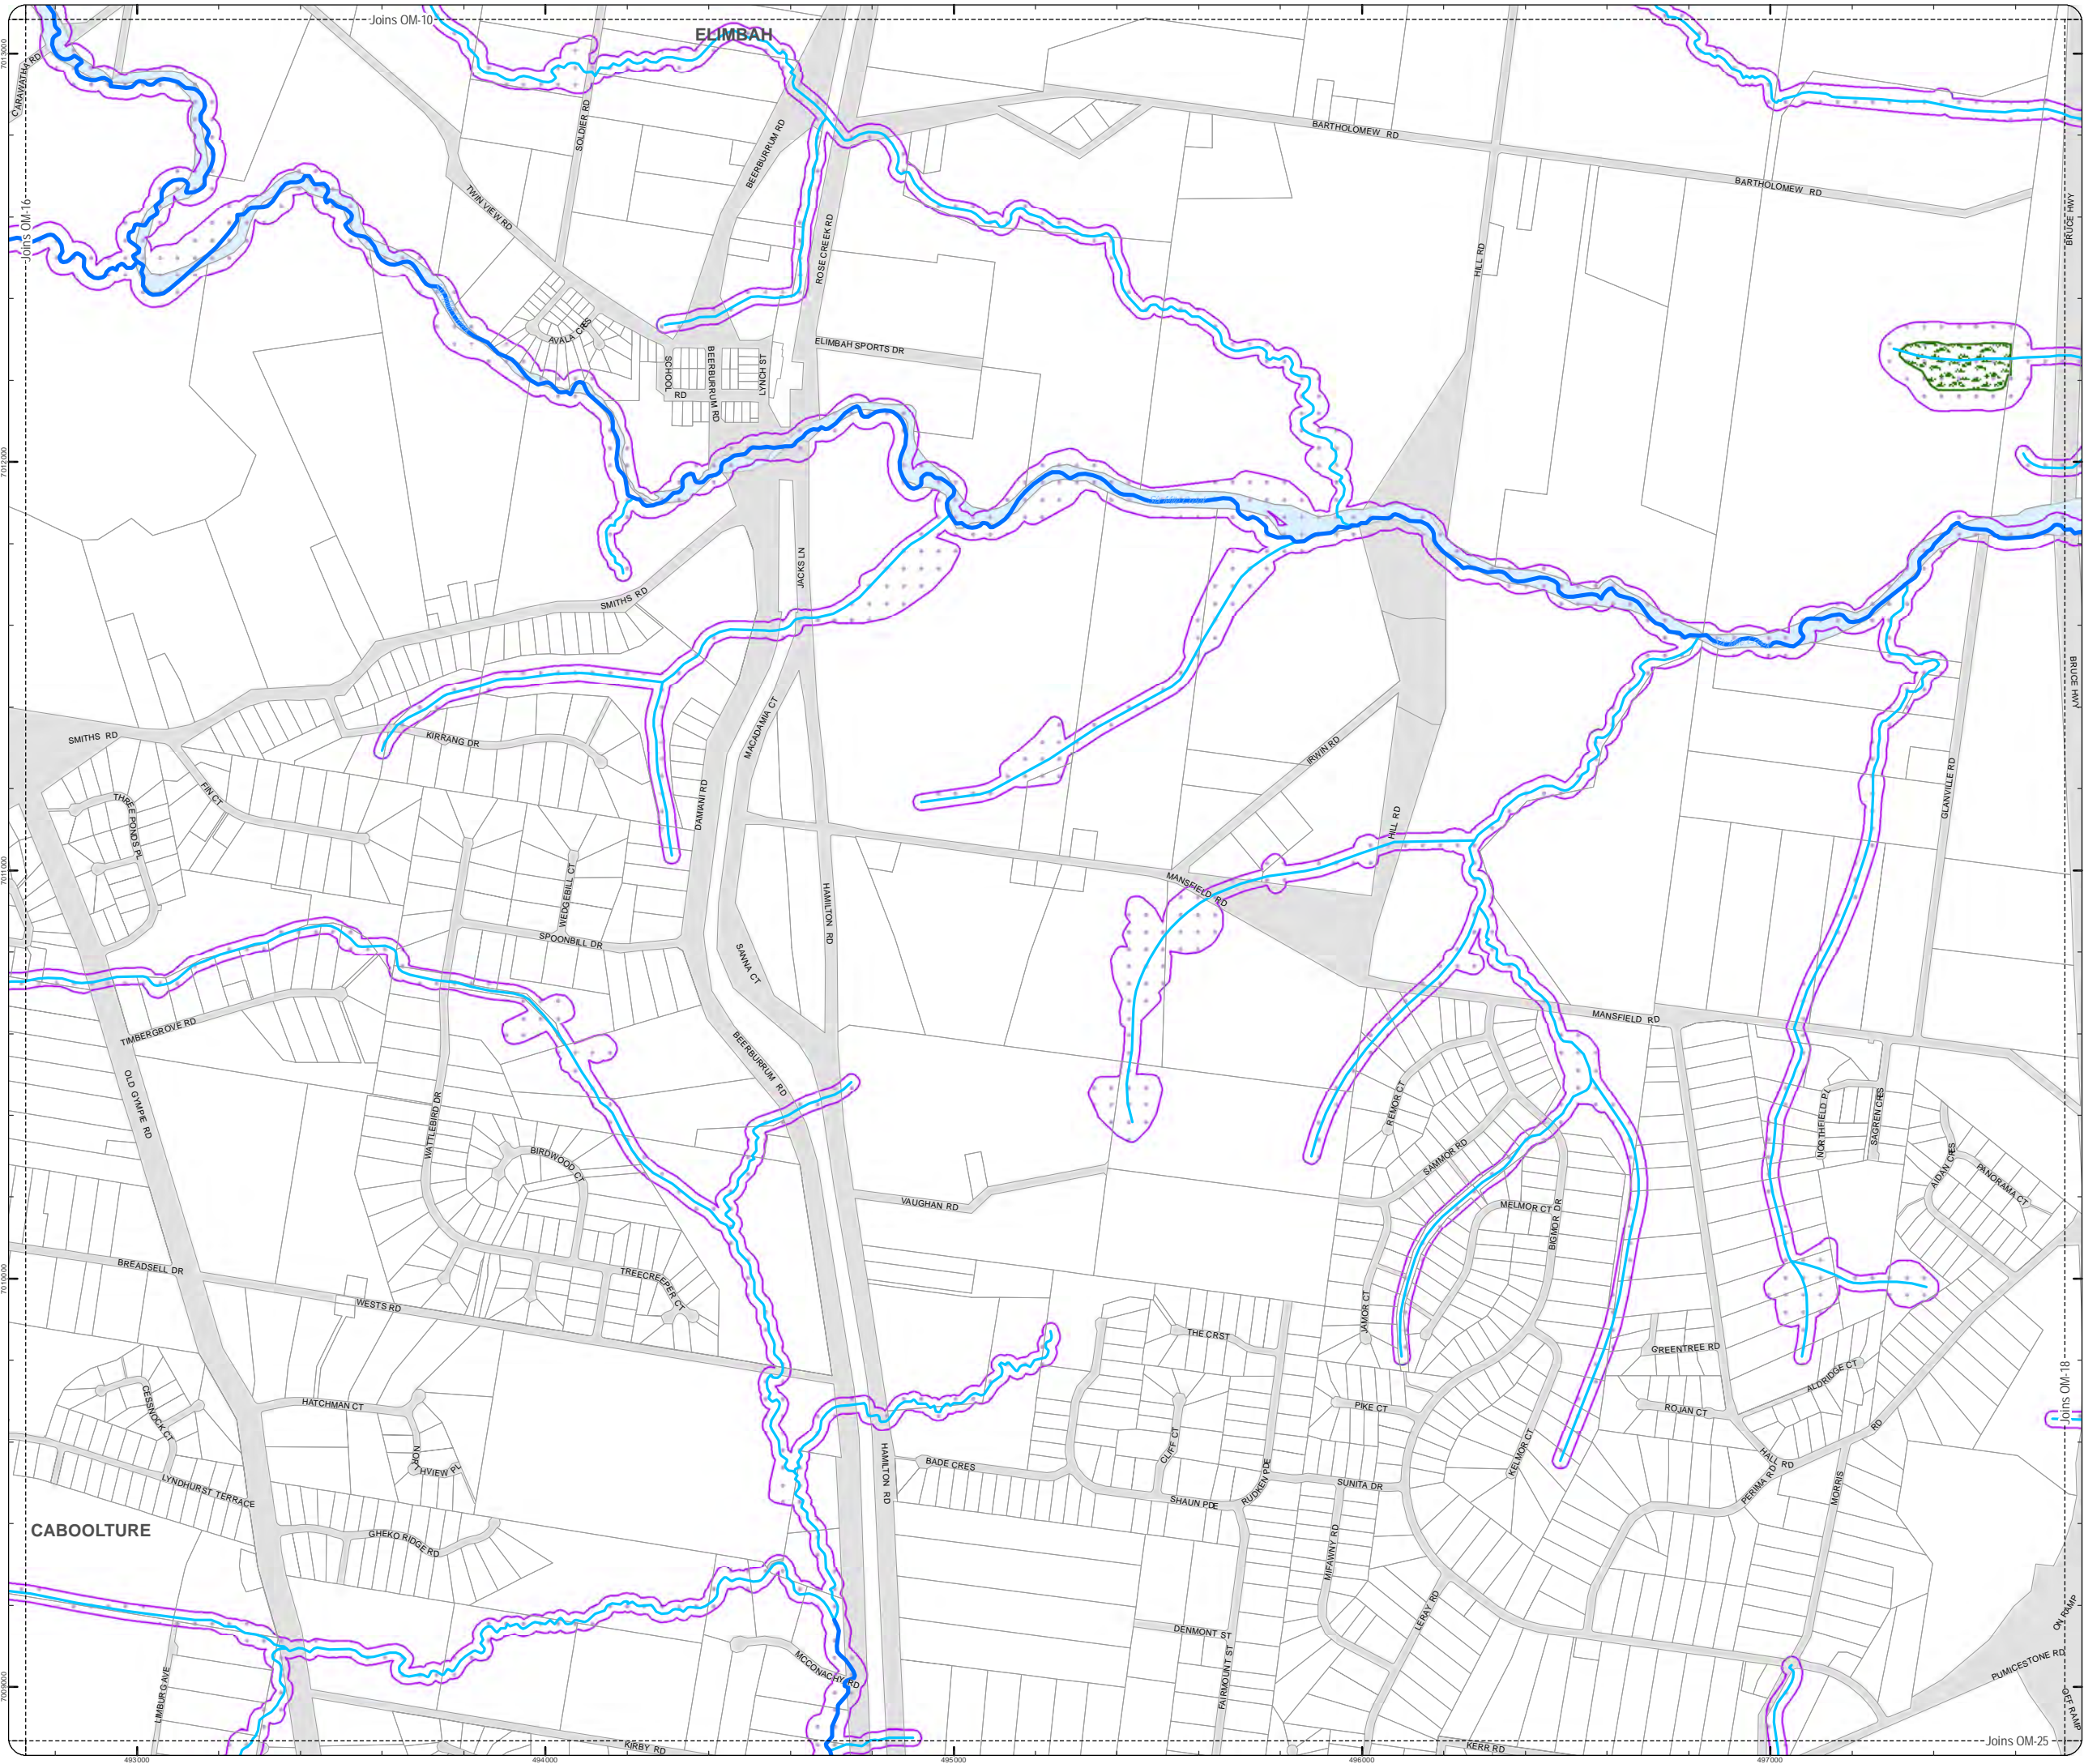 Joins OM-10
ELIMBAH
7013000
CARAWATHA RD
SOLDIER RD
BEERBURRUM RD
BARTHOLOMEW RD
BARTHOLOMEW RD
TWIN VIEW RD
Joins OM-16
ROSE CREEK RD
HILL RD
BRUCE HWY
AVALA CRES
ELIMBAH SPORTS DR
SCHOOL
RD
BEERBURRUM RD
LYNCH ST
7012000
JACKS LN
SMITHS RD
BRUCE HWY
SMITHS RD
KIRRANG DR
MACADAMIA CT
IRWIN RD
FIN CT
THREE PONDS PL
DAMIANI RD
GLANVILLE RD
HILL RD
7011000
WEDGEBILL CT
MANSFIELD RD
HAMILTON RD
SPOONBILL DR
SANNA CT
TIMBERGROVE RD
MANSFIELD RD
OLD GYMPIE RD
BEERBURRUM RD
WATTLEBIRD DR
REMOR CT
NORTHFIELD PL
SAGREN CRES
BIRDWOOD CT
SAMMOR RD
AIDAN CRES
PANORAMA CT
VAUGHAN RD
MELMOR CT
BIGMOR DR
7010000
BREADSELL DR
TREECREEPER CT
WESTS RD
JAMOR CT
THE CRST
GREENTREE RD
ALDRIDGE CT
Joins OM-18
CESSNOCK CT
HATCHMAN CT
PIKE CT
ROJAN CT
RD
NORTHVIEW PL
CLIFF CT
KELMOR CT
HALL RD
BADE CRES
HAMILTON RD
LYNDHURST TERRACE
SHAUN PDE
RUDKEN PDE
SUNITA DR
PERIMA RD
MORRIS
CABOOLTURE
GHEKO RIDGE RD
MIFAWNY RD
LERAY RD
ON RAMP
DENMONT ST
FAIRMOUNT ST
MCCONACHY RD
PUMICESTONE RD
7009000
LIMBURG AVE
OFF RAMP
KIRBY RD
KERR RD
Joins OM-25
493000
494000
495000
496000
497000